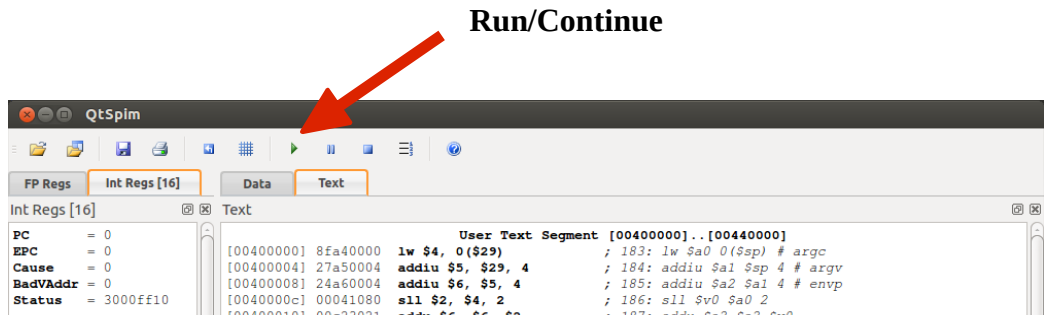 Run/Continue
QtSpim
FP Regs Int Regs [16] Data Text
Int Regs [16] Text
PC = 0 User Text Segment [00400000]..[00440000]
EPC = 0 [00400000] 8fa40000 lw $4, 0($29) ; 183: lw $a0 0($sp) # argc
Cause = 0 [00400004] 27a50004 addiu $5, $29, 4 ; 184: addiu $a1 $sp 4 # argv
BadVAddr = 0 [00400008] 24a60004 addiu $6, $5, 4 ; 185: addiu $a2 $a1 4 # envp
Status = 3000ff10 [0040000c] 00041080 sll $2, $4, 2 ; 186: sll $v0 $a0 2